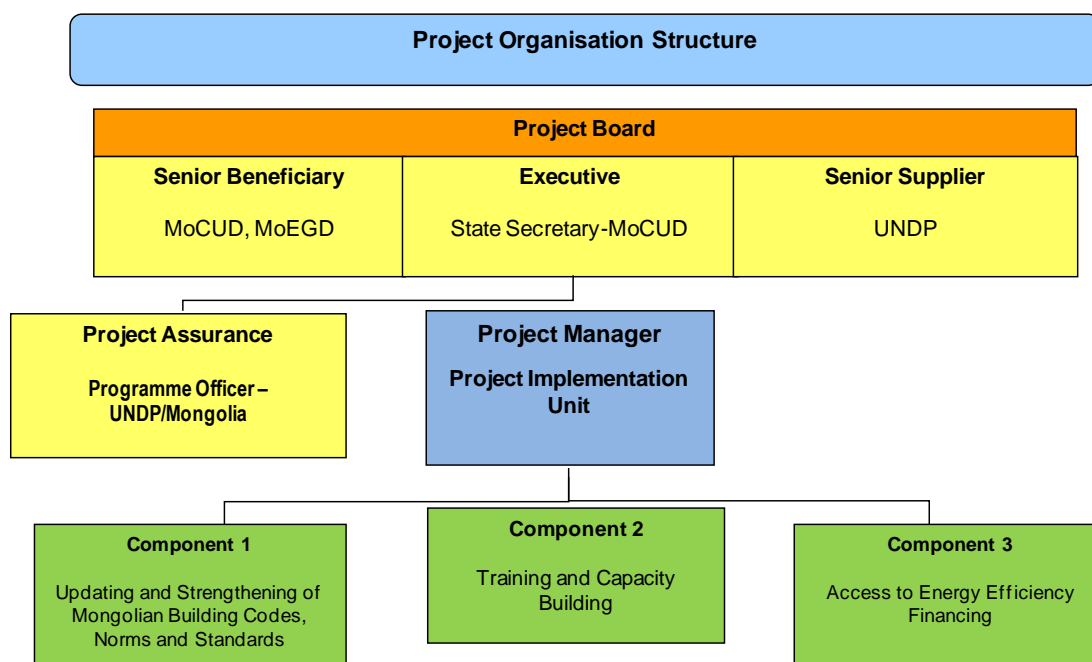 Project Organisation Structure
Project Board
Senior Beneficiary
MoCUD, MoEGD
Executive
State Secretary-MoCUD
Senior Supplier
UNDP
Project Assurance
Programme Officer –
UNDP/Mongolia
Project Manager
Project Implementation
Unit
Component 1
Updating and Strengthening of
Mongolian Building Codes,
Norms and Standards
Component 2
Training and Capacity
Building
Component 3
Access to Energy Efficiency
Financing